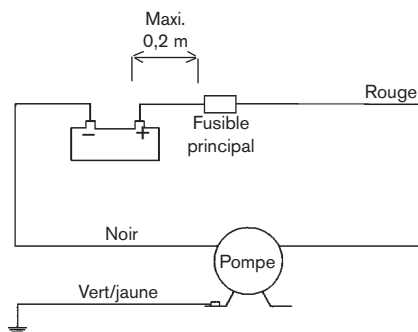 Maxi.
0,2 m
Rouge
− +
Fusible
principal
Noir
Pompe
Vert/jaune